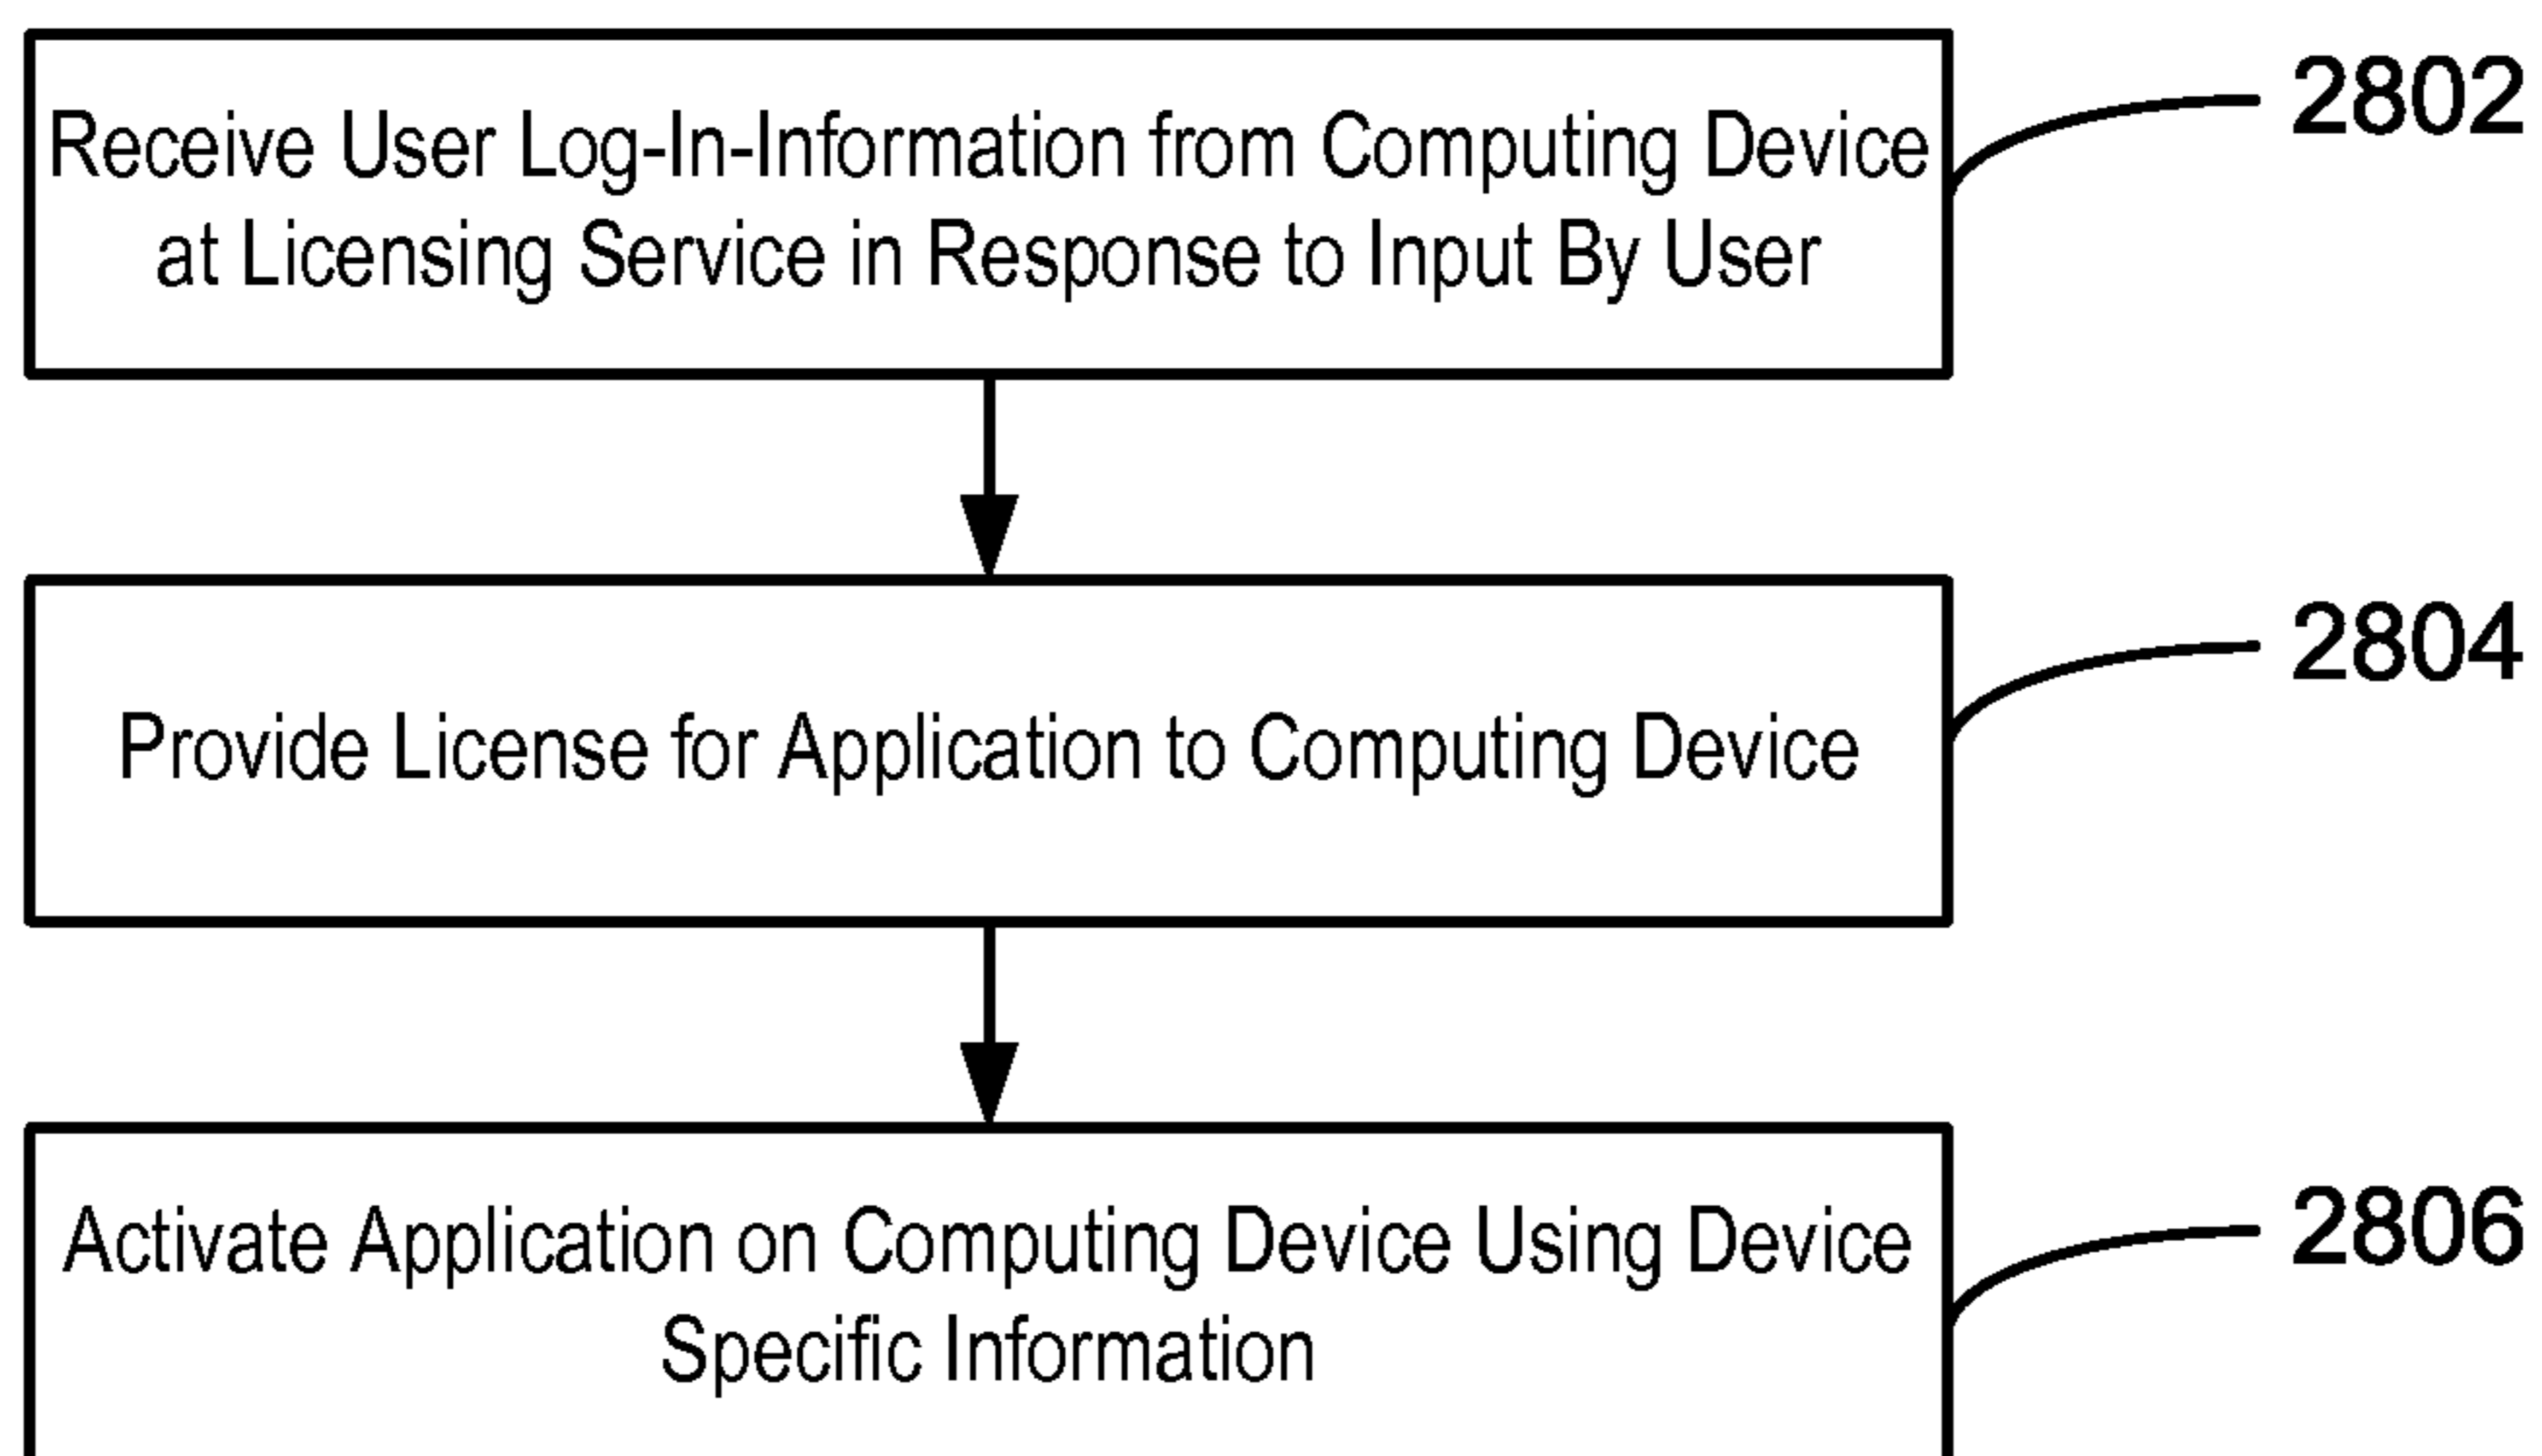 Receive User Log-In-Information from Computing Device
at Licensing Service in Response to Input By User
2802
Provide License for Application to Computing Device
2804
Activate Application on Computing Device Using Device
Specific Information
2806